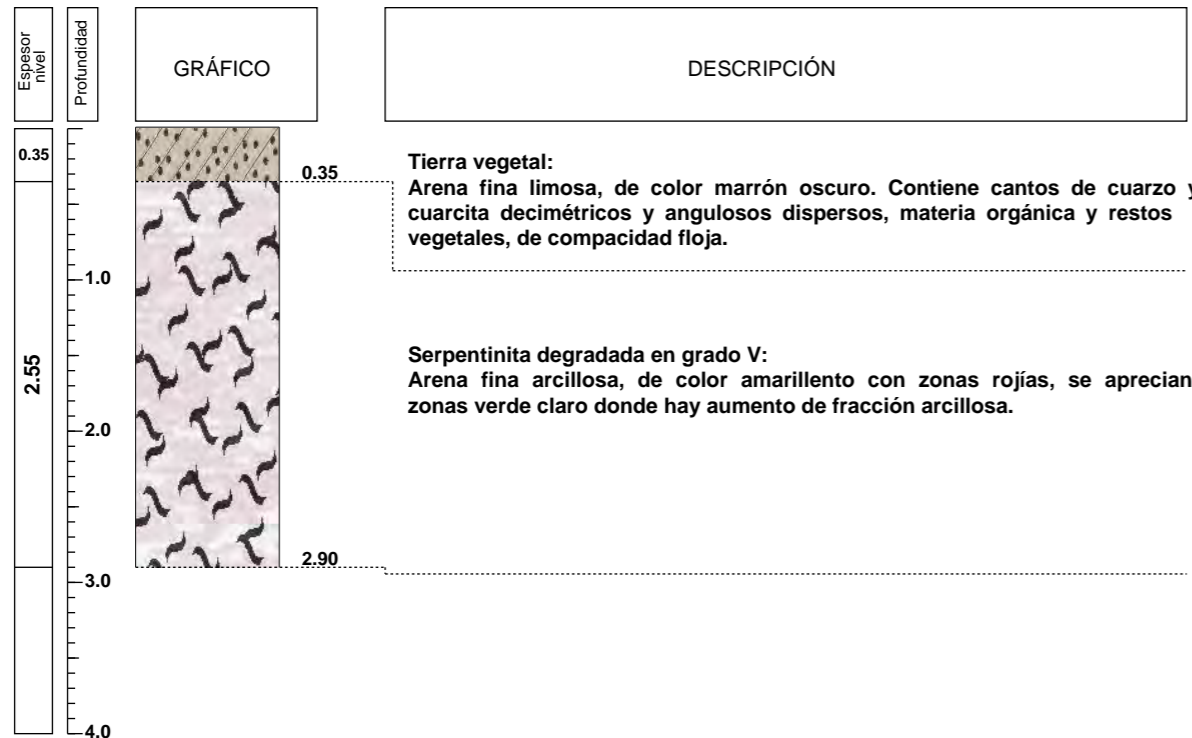 Espesor
nivel
Profundidad
GRÁFICO
DESCRIPCIÓN
0.35
0.35
Tierra vegetal:
Arena fina limosa, de color marrón oscuro. Contiene cantos de cuarzo y
cuarcita decimétricos y angulosos dispersos, materia orgánica y restos
vegetales, de compacidad floja.
1.0
2.55
Serpentinita degradada en grado V:
Arena fina arcillosa, de color amarillento con zonas rojías, se aprecian
zonas verde claro donde hay aumento de fracción arcillosa.
2.0
2.90
3.0
4.0